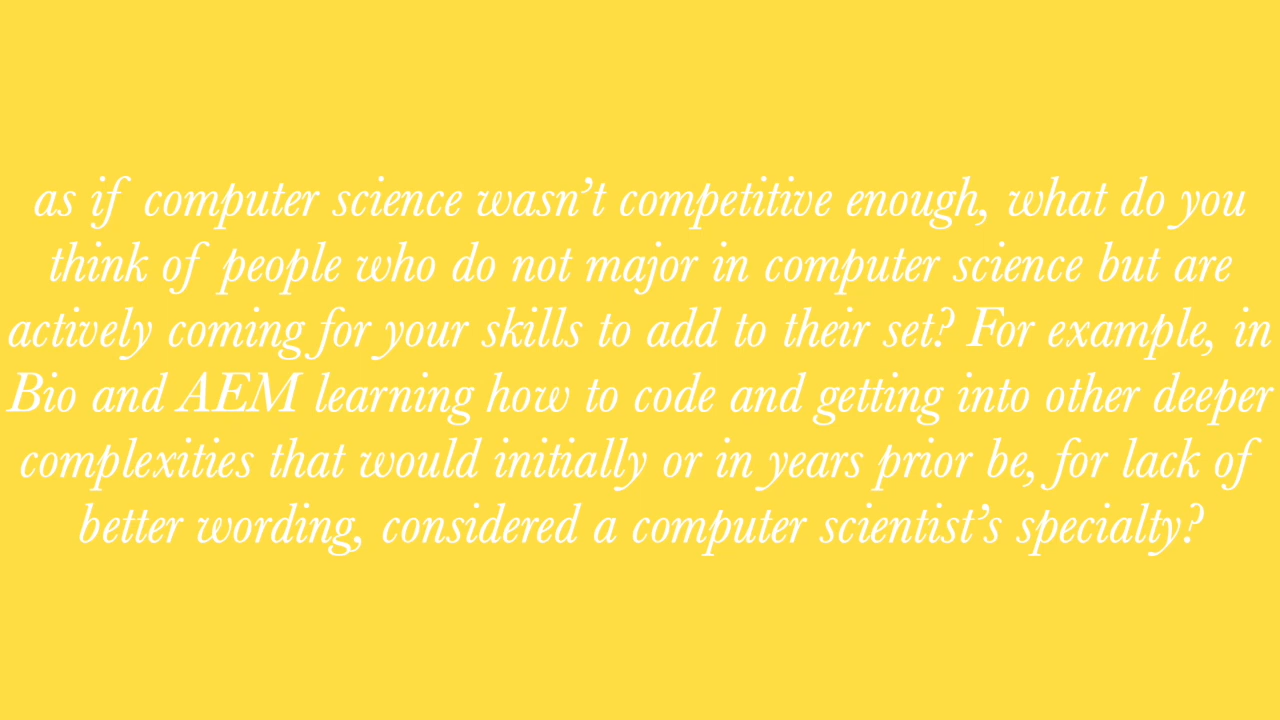 as if computer science wasn’t competitive enough, what do you
think of people who do not major in computer science but are
actively coming for your skills to add to their set? For example, in
Bio and AEM learning how to code and getting into other deeper
complexities that would initially or in years prior be, for lack of
better wording, considered a computer scientist’s specialty?